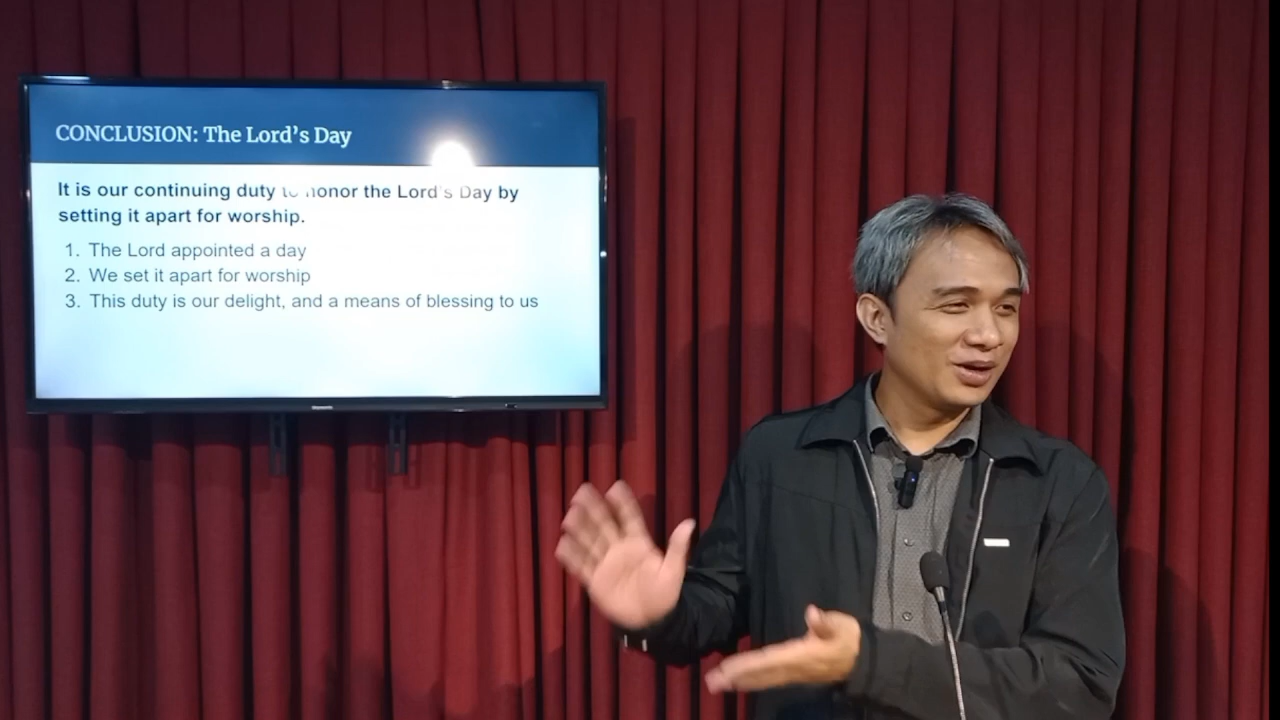 CONCLUSION: The Lord's Day
It is our continuing duty to honor the Lord's Day by
setting it apart for worship.
1. The Lord appointed a day
2. We set it apart for worship
3. This duty is our delight, and a means of blessing to us